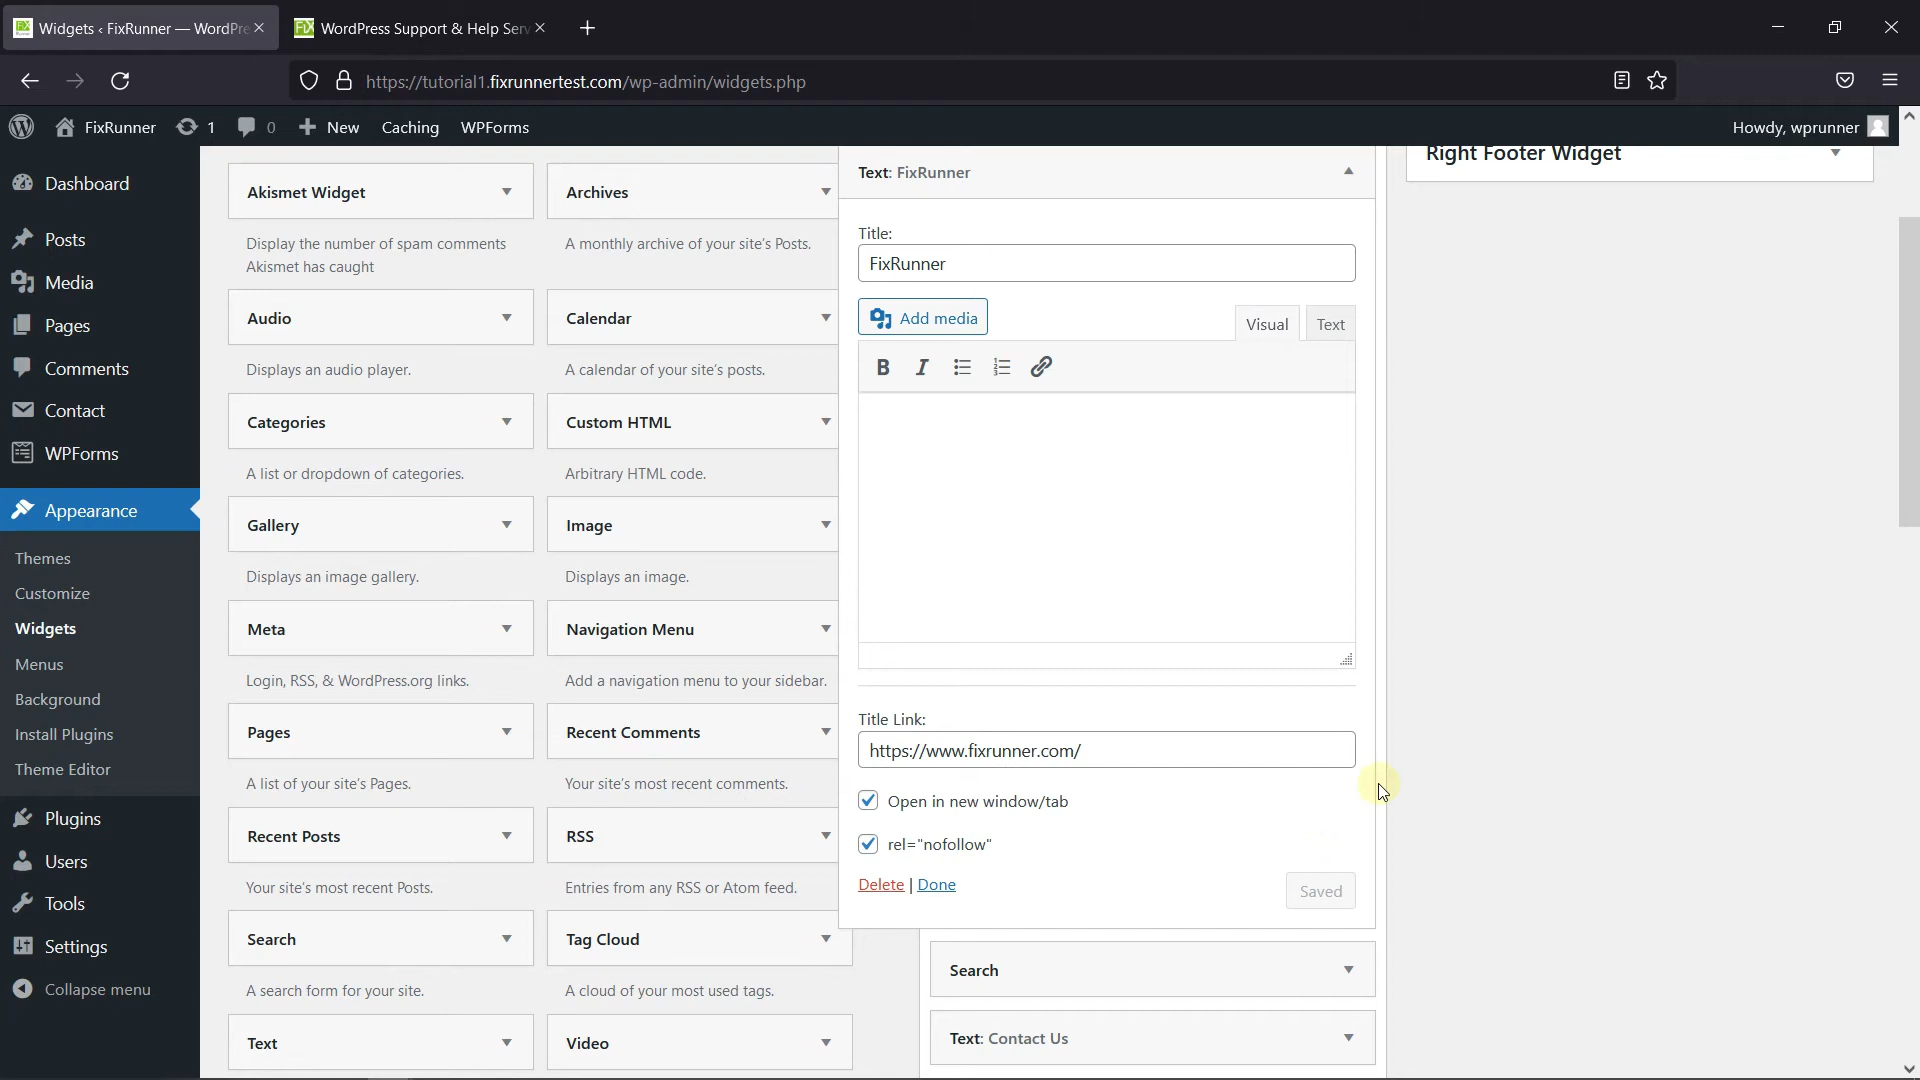 Widgets ‹ FixRunner — WordPre
WordPress Support & Help Serv
https://tutorial1.fixrunnertest.com/wp-admin/widgets.php
FixRunner
1
0
New
Caching
WPForms
Howdy, wprunner
Dashboard
Posts
Media
Pages
Comments
Contact
WPForms
Appearance
Themes
Customize
Widgets
Menus
Background
Install Plugins
Theme Editor
Plugins
Users
Tools
Settings
Collapse menu
Akismet Widget
Display the number of spam comments
Akismet has caught
Archives
A monthly archive of your site's Posts.
Audio
Displays an audio player.
Calendar
A calendar of your site's posts.
Categories
A list or dropdown of categories.
Custom HTML
Arbitrary HTML code.
Gallery
Displays an image gallery.
Image
Displays an image.
Meta
Login, RSS, & WordPress.org links.
Navigation Menu
Add a navigation menu to your sidebar.
Pages
A list of your site's Pages.
Recent Comments
Your site's most recent comments.
Recent Posts
Your site's most recent Posts.
RSS
Entries from any RSS or Atom feed.
Search
A search form for your site.
Tag Cloud
A cloud of your most used tags.
Text
Video
Text: FixRunner
Title:
FixRunner
Add media
Visual
Text
B I
Title Link:
https://www.fixrunner.com/
Open in new window/tab
rel="nofollow"
Delete | Done
Saved
Search
Text: Contact Us
Right Footer Widget